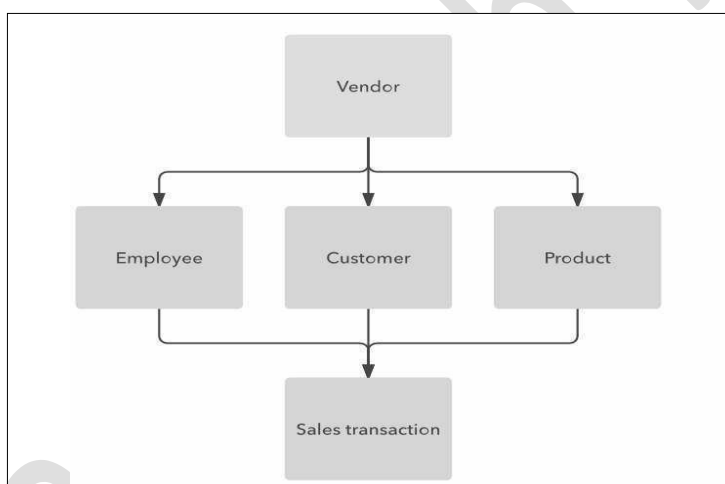 Vendor
Employee
Customer
Product
Sales transaction